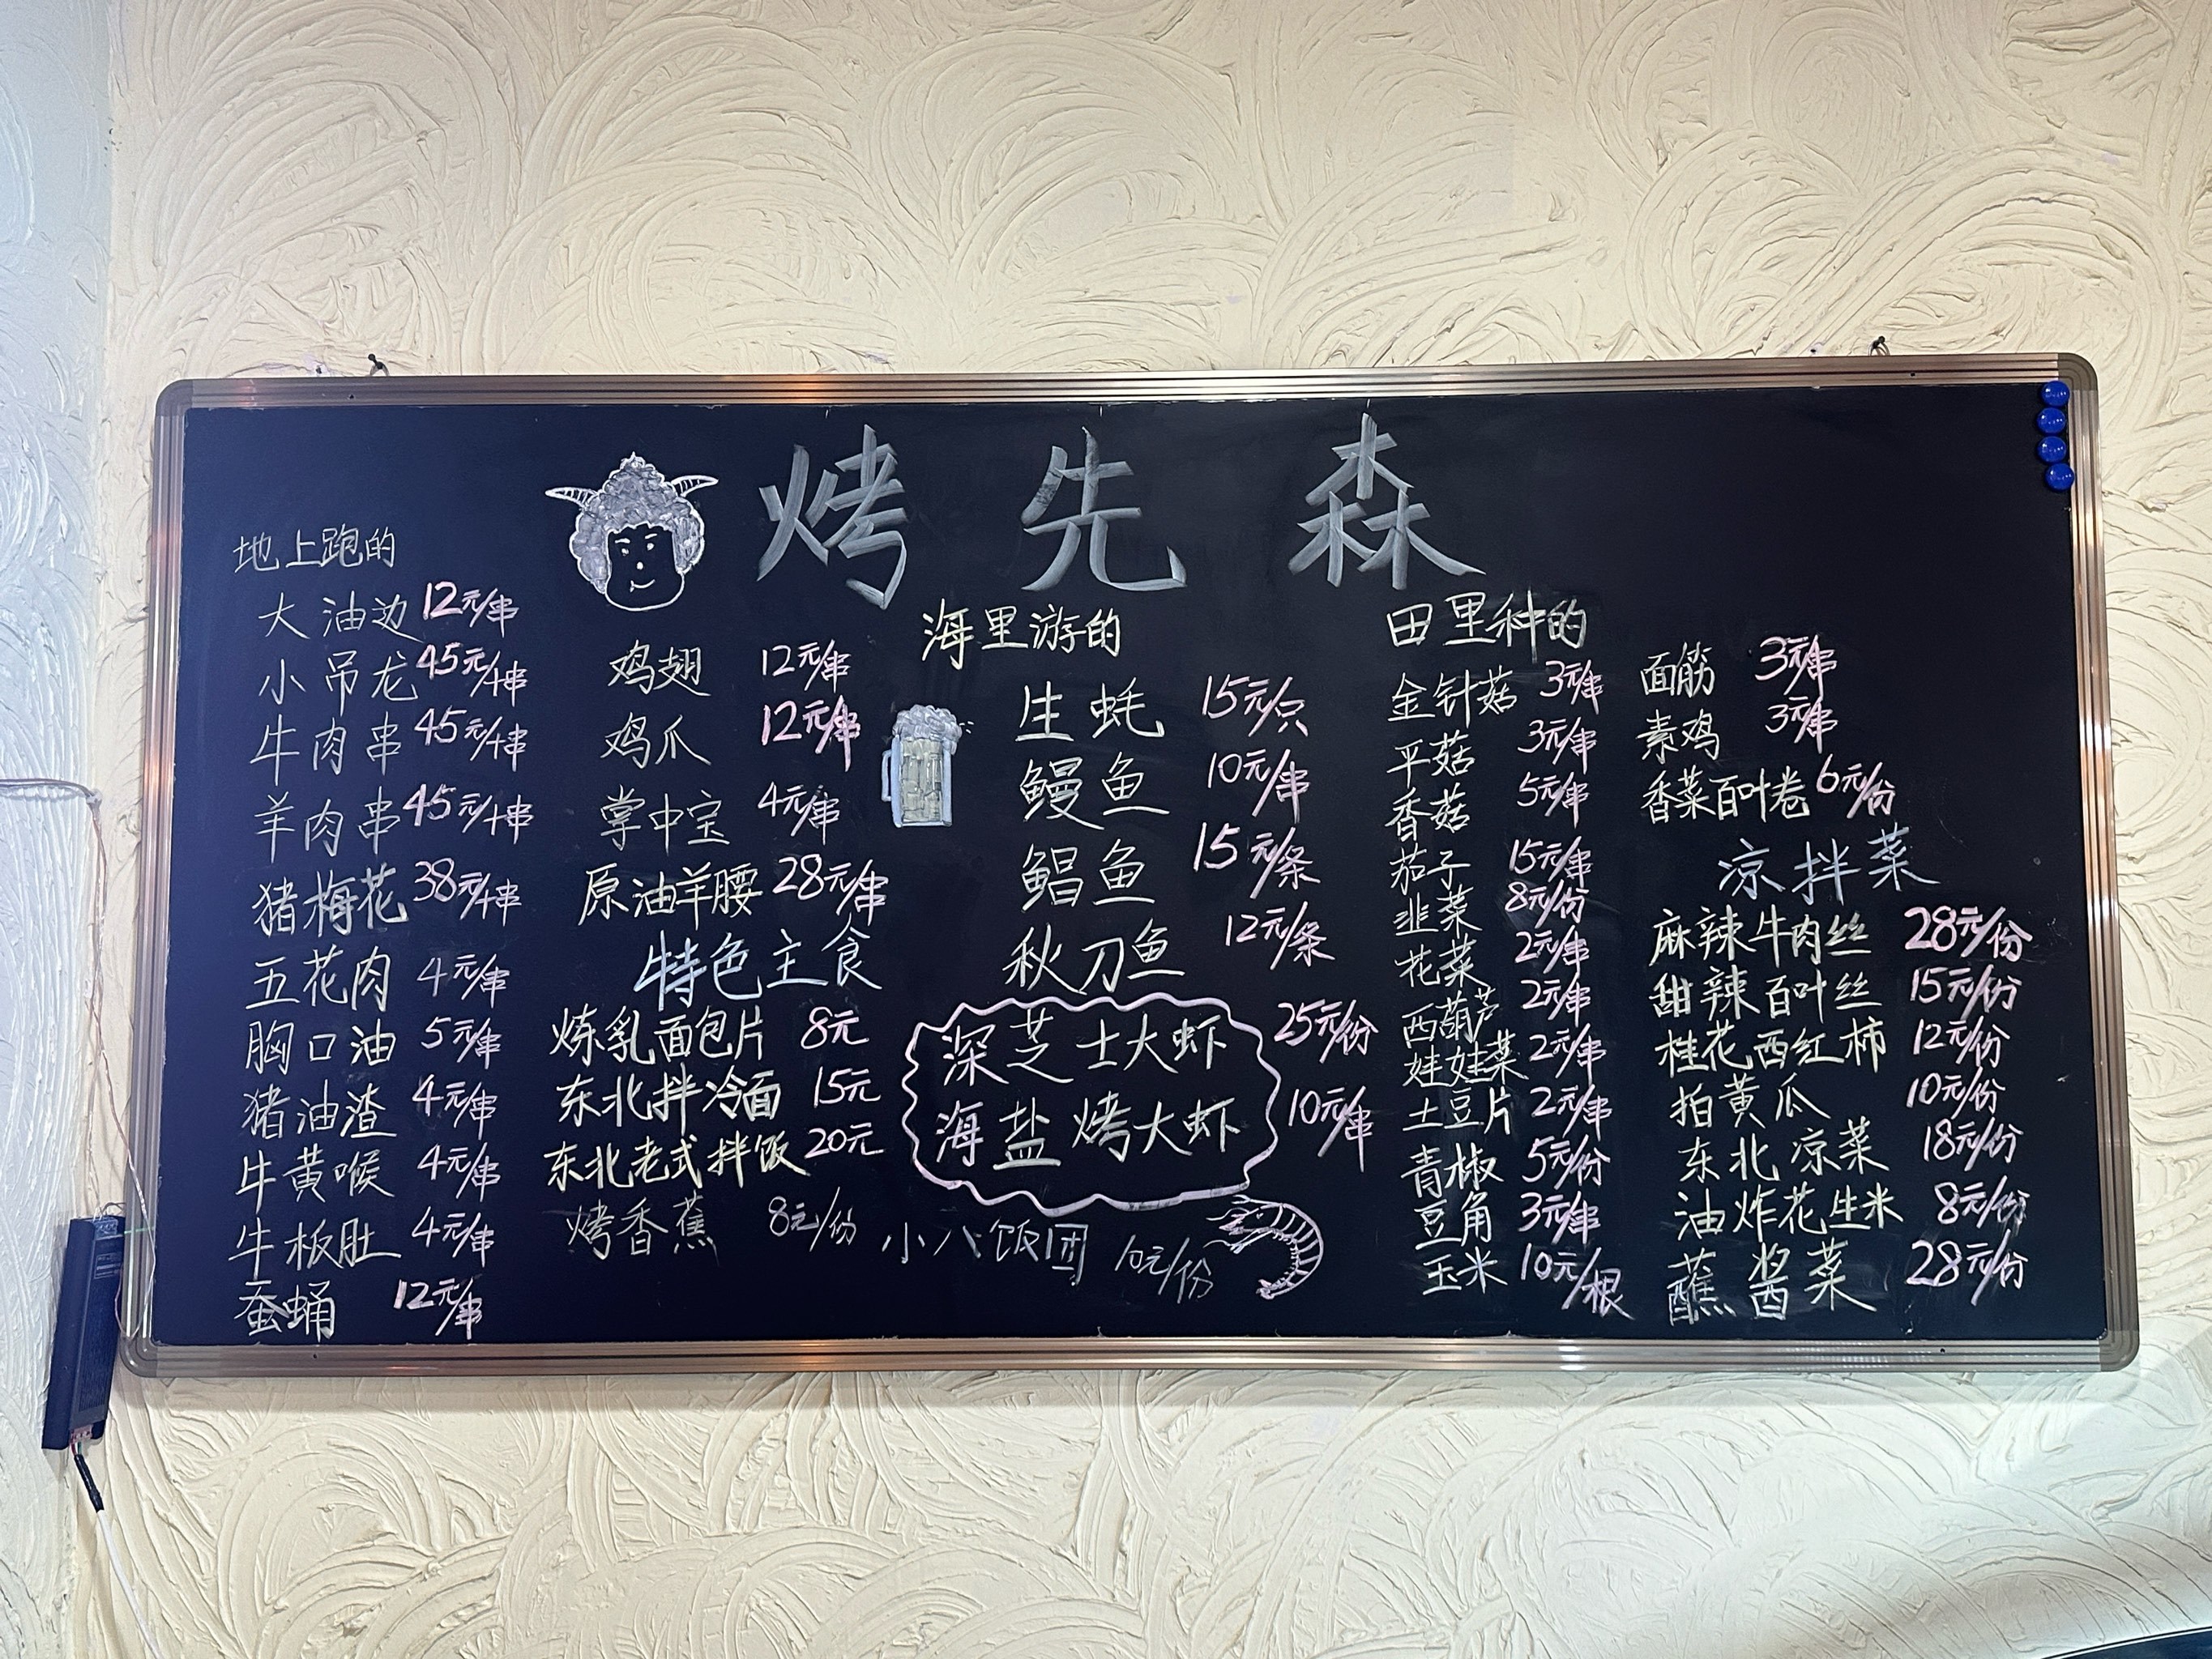 烤先森
地上跑的
大油边 12元/串
小吊龙 45元/十串
牛肉串 45元/十串
羊肉串 45元/十串
猪梅花 38元/十串
五花肉 4元/串
胸口油 5元/串
猪油渣 4元/串
牛黄喉 4元/串
牛板肚 4元/串
蚕蛹 12元/串
鸡翅 12元/串
鸡爪 12元/串
掌中宝 4元/串
原油羊腰 28元/串
特色主食
炼乳面包片 8元
东北拌冷面 15元
东北老式拌饭 20元
烤香蕉 8元/份
小八饭团 10元/份
海里游的
生蚝 15元/只
鳗鱼 10元/串
鲳鱼 15元/条
秋刀鱼 12元/条
深芝士大虾 25元/份
海盐烤大虾 10元/串
田里种的
金针菇 3元/串
平菇 3元/串
香菇 5元/串
茄子 15元/串
韭菜 8元/份
花菜 2元/串
西葫芦 2元/串
娃娃菜 2元/串
土豆片 2元/串
青椒 5元/份
豆角 3元/串
玉米 10元/根
面筋 3元/串
素鸡 3元/串
香菜百叶卷 6元/份
凉拌菜
麻辣牛肉丝 28元/份
甜辣百叶丝 15元/份
桂花西红柿 12元/份
拍黄瓜 10元/份
东北凉菜 18元/份
油炸花生米 8元/份
蘸酱菜 28元/份